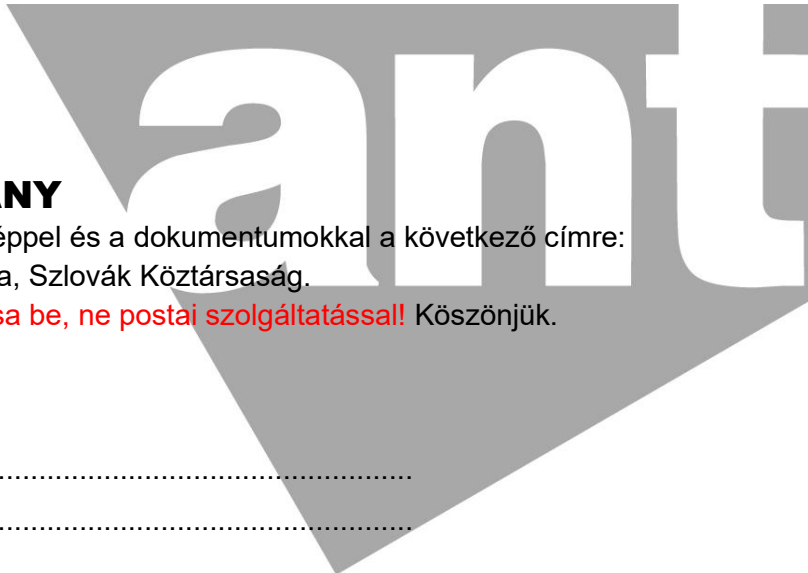 ant
ANY
éppel és a dokumentumokkal a következő címre:
a, Szlovák Köztársaság.
sa be, ne postai szolgáltatással! Köszönjük.